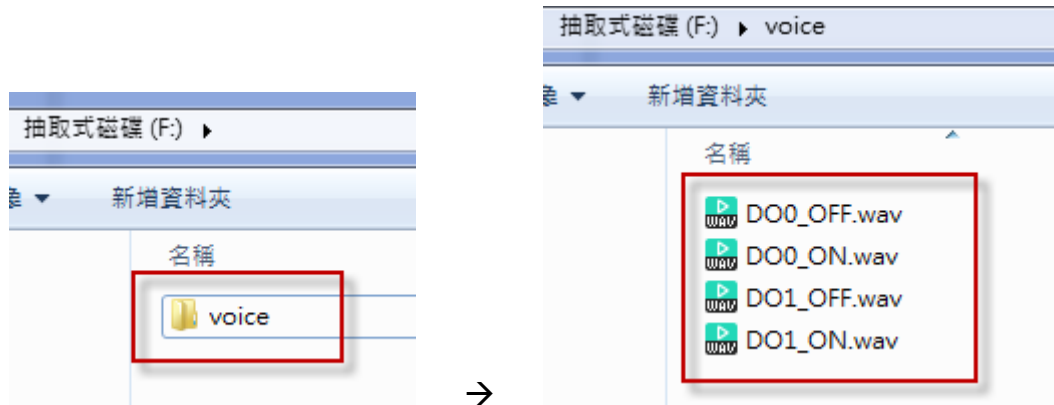 抽取式磁碟 (F:) ▸
新增資料夾
名稱
voice
→
抽取式磁碟 (F:) ▸ voice
新增資料夾
名稱
DO0_OFF.wav
DO0_ON.wav
DO1_OFF.wav
DO1_ON.wav